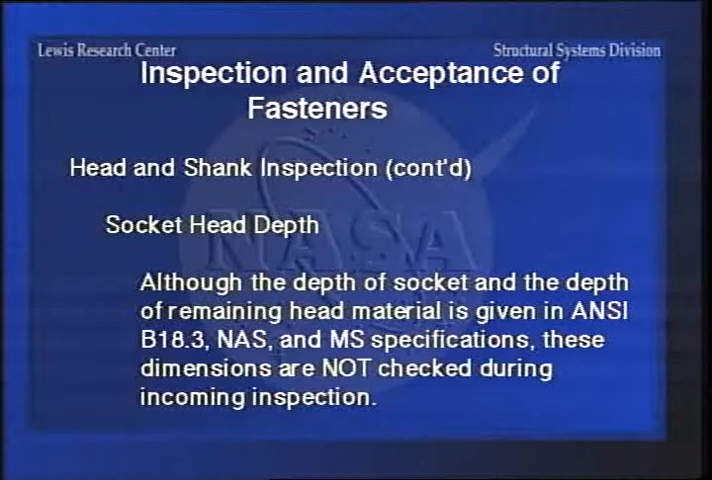 Lewis Research Center
Structural Systems Division
Inspection and Acceptance of
Fasteners
Head and Shank Inspection (cont'd)
Socket Head Depth
Although the depth of socket and the depth
of remaining head material is given in ANSI
B18.3, NAS, and MS specifications, these
dimensions are NOT checked during
incoming inspection.
NASA